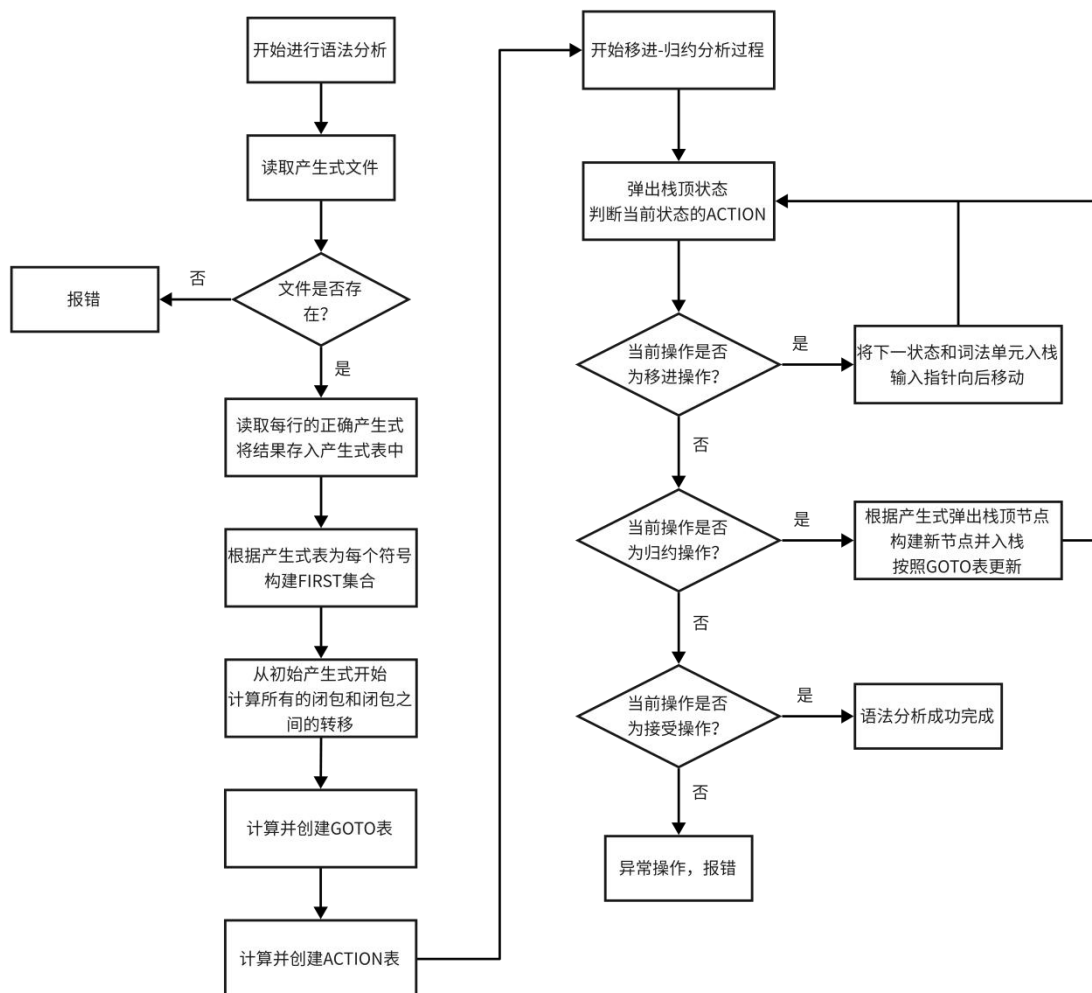 开始进行语法分析
读取产生式文件
文件是否存
在?
否
报错
是
读取每行的正确产生式
将结果存入产生式表中
根据产生式表为每个符号
构建FIRST集合
从初始产生式开始
计算所有的闭包和闭包之
间的转移
计算并创建GOTO表
计算并创建ACTION表
开始移进-归约分析过程
弹出栈顶状态
判断当前状态的ACTION
当前操作是否
为移进操作?
是
将下一状态和词法单元入栈
输入指针向后移动
否
当前操作是否
为归约操作?
是
根据产生式弹出栈顶节点
构建新节点并入栈
按照GOTO表更新
否
当前操作是否
为接受操作?
是
语法分析成功完成
否
异常操作，报错